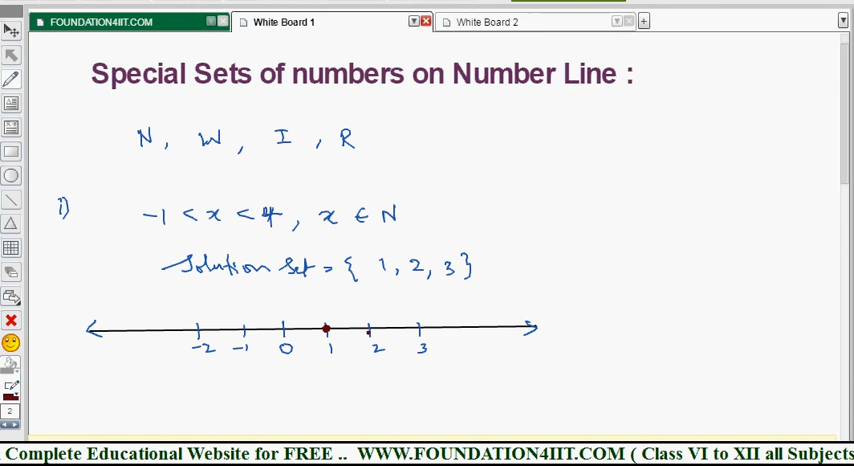 FOUNDATION4IIT.COM White Board 1 White Board 2
Special Sets of numbers on Number Line :
N, W, I, R
i) -1 < x < 4, x ∈ N
Solution Set = { 1, 2, 3 }
-2 -1 0 1 2 3
2
Complete Educational Website for FREE .. WWW.FOUNDATION4IIT.COM ( Class VI to XII all Subjects